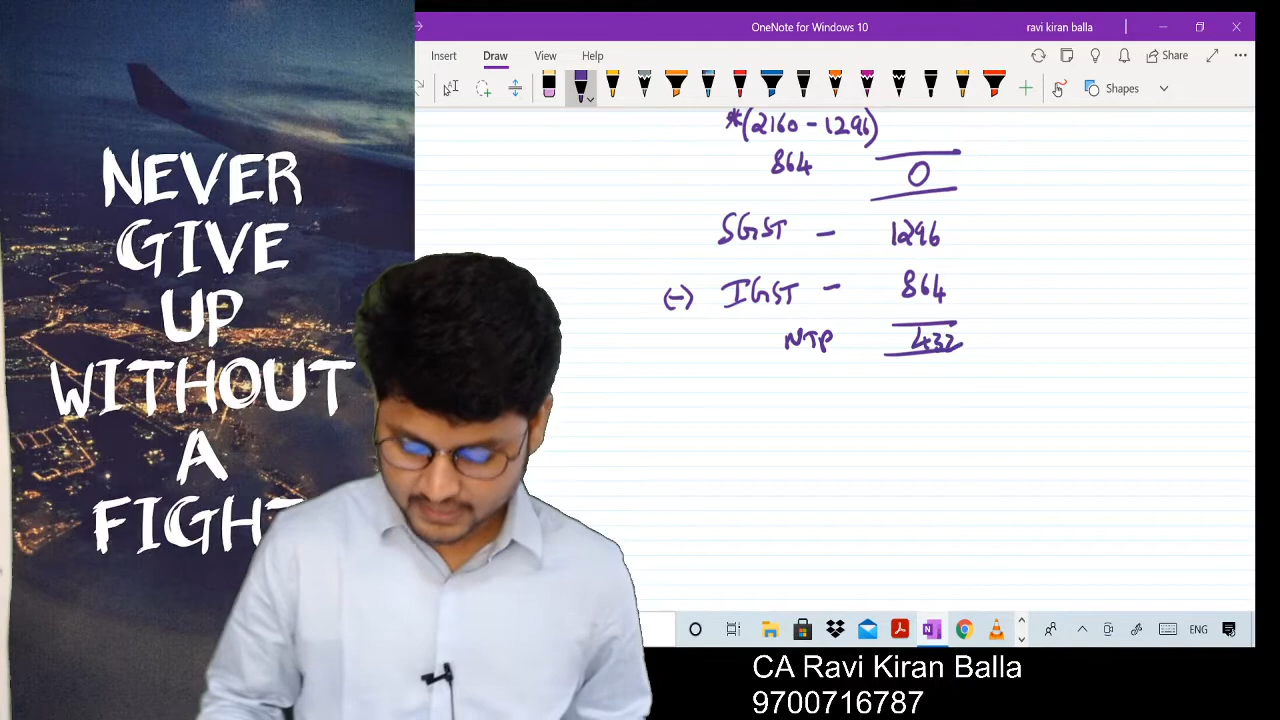 NEVER
GIVE
UP
WITHOUT
A
FIGHT
OneNote for Windows 10
ravi kiran balla
Insert Draw View Help
Share
Shapes
*(2160 - 1296)
864 0
SGST - 1296
(-) IGST - 864
NTP 432
ENG
CA Ravi Kiran Balla
9700716787